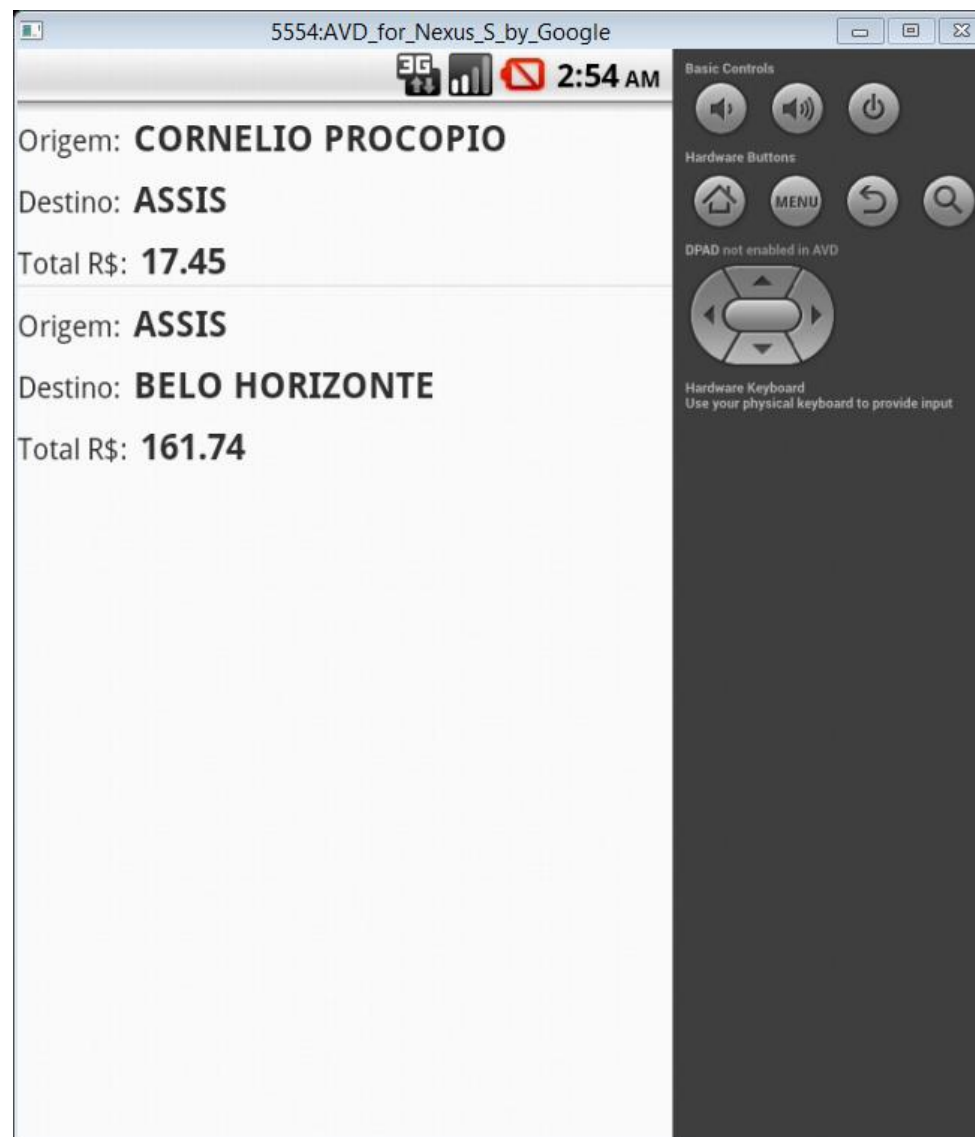 5554:AVD_for_Nexus_S_by_Google
3G 2:54 AM
Origem: CORNELIO PROCOPIO
Destino: ASSIS
Total R$: 17.45
Origem: ASSIS
Destino: BELO HORIZONTE
Total R$: 161.74
Basic Controls
Hardware Buttons
MENU
DPAD not enabled in AVD
Hardware Keyboard
Use your physical keyboard to provide input